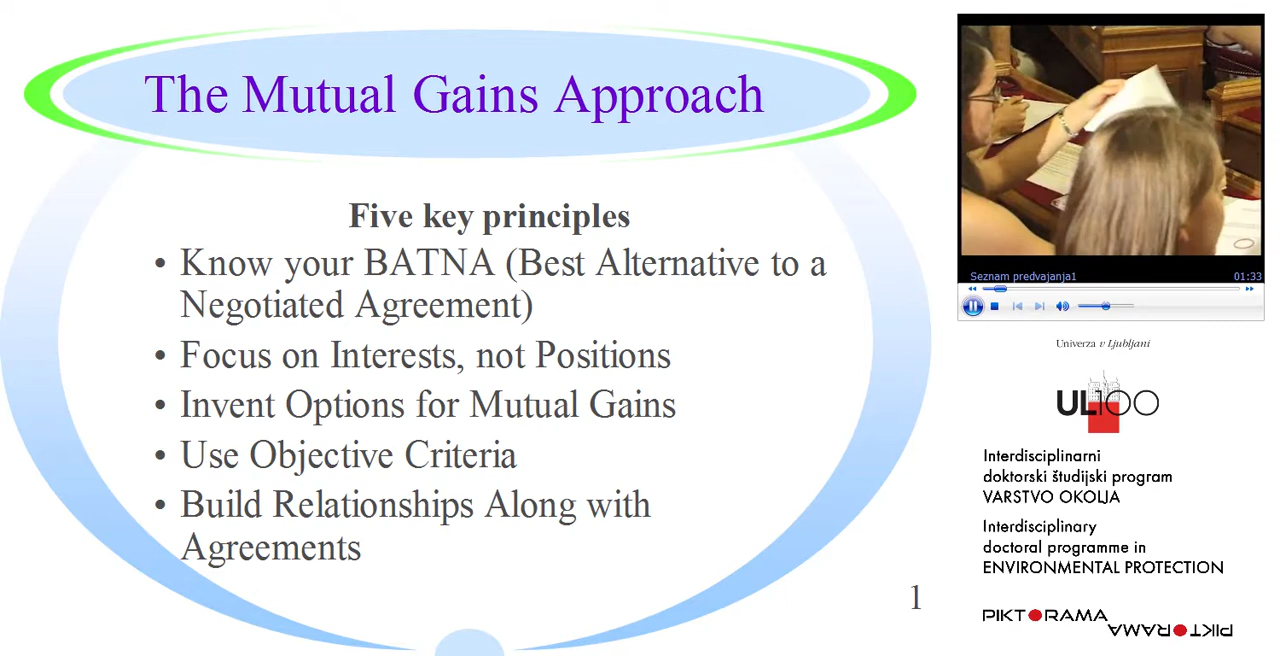 The Mutual Gains Approach
Five key principles
• Know your BATNA (Best Alternative to a
Negotiated Agreement)
• Focus on Interests, not Positions
• Invent Options for Mutual Gains
• Use Objective Criteria
• Build Relationships Along with
Agreements
1
Seznam predvajanja1 01:33
Univerza v Ljubljani
UL100
Interdisciplinarni
doktorski študijski program
VARSTVO OKOLJA
Interdisciplinary
doctoral programme in
ENVIRONMENTAL PROTECTION
PIKTORAMA
PIKTORAMA